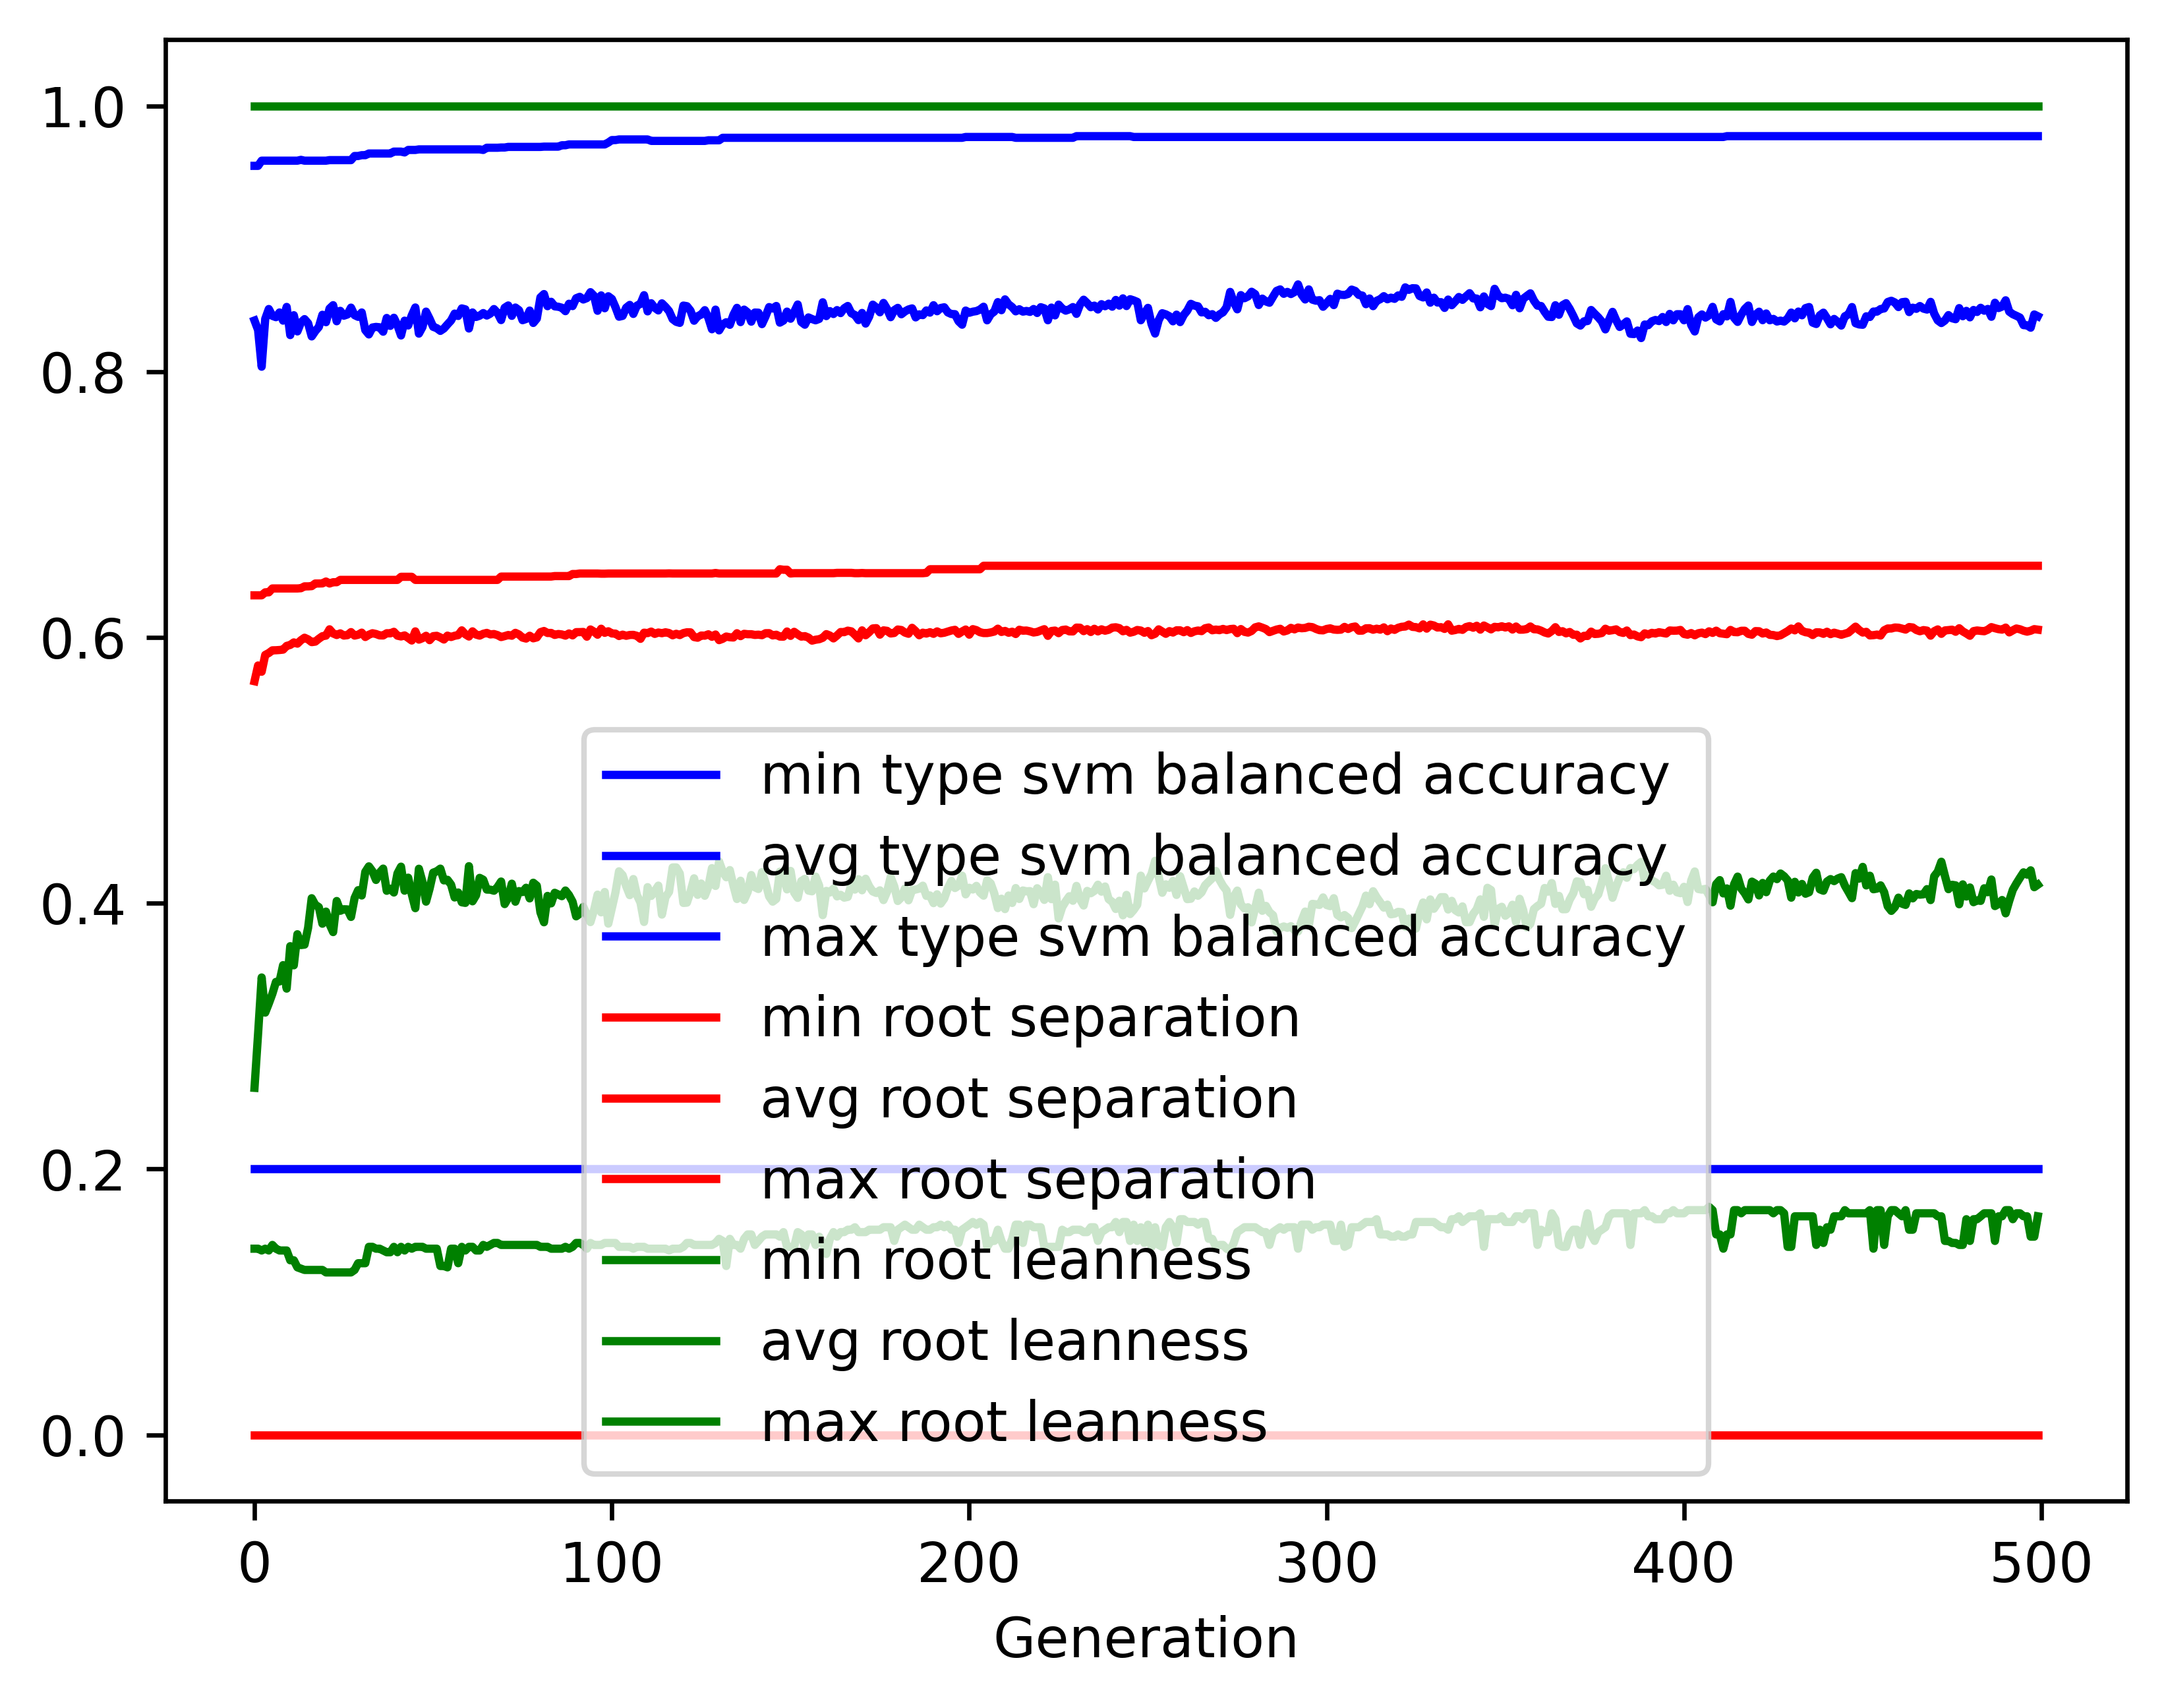 1.0
0.8
0.6
0.4
0.2
0.0
min type svm balanced accuracy
avg type svm balanced accuracy
max type svm balanced accuracy
min root separation
avg root separation
max root separation
min root leanness
avg root leanness
max root leanness
0 100 200 300 400 500
Generation